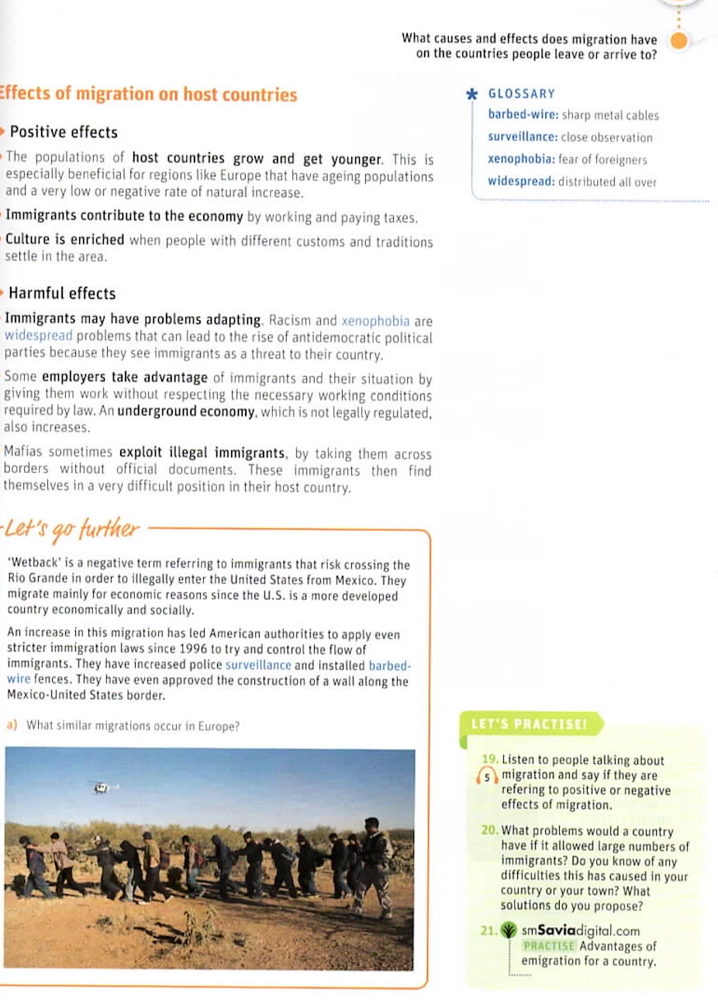 What causes and effects does migration have
on the countries people leave or arrive to?
Effects of migration on host countries
Positive effects
The populations of host countries grow and get younger. This is
especially beneficial for regions like Europe that have ageing populations
and a very low or negative rate of natural increase.
Immigrants contribute to the economy by working and paying taxes.
Culture is enriched when people with different customs and traditions
settle in the area.
Harmful effects
Immigrants may have problems adapting. Racism and xenophobia are
widespread problems that can lead to the rise of antidemocratic political
parties because they see immigrants as a threat to their country.
Some employers take advantage of immigrants and their situation by
giving them work without respecting the necessary working conditions
required by law. An underground economy, which is not legally regulated,
also increases.
Mafias sometimes exploit illegal immigrants, by taking them across
borders without official documents. These immigrants then find
themselves in a very difficult position in their host country.
Let's go further
'Wetback' is a negative term referring to immigrants that risk crossing the
Rio Grande in order to illegally enter the United States from Mexico. They
migrate mainly for economic reasons since the U.S. is a more developed
country economically and socially.
An increase in this migration has led American authorities to apply even
stricter immigration laws since 1996 to try and control the flow of
immigrants. They have increased police surveillance and installed barbed-
wire fences. They have even approved the construction of a wall along the
Mexico-United States border.
a) What similar migrations occur in Europe?
* GLOSSARY
barbed-wire: sharp metal cables
surveillance: close observation
xenophobia: fear of foreigners
widespread: distributed all over
LET'S PRACTISE!
19. Listen to people talking about
5 migration and say if they are
refering to positive or negative
effects of migration.
20. What problems would a country
have if it allowed large numbers of
immigrants? Do you know of any
difficulties this has caused in your
country or your town? What
solutions do you propose?
21. smSaviadigital.com
PRACTISE Advantages of
emigration for a country.